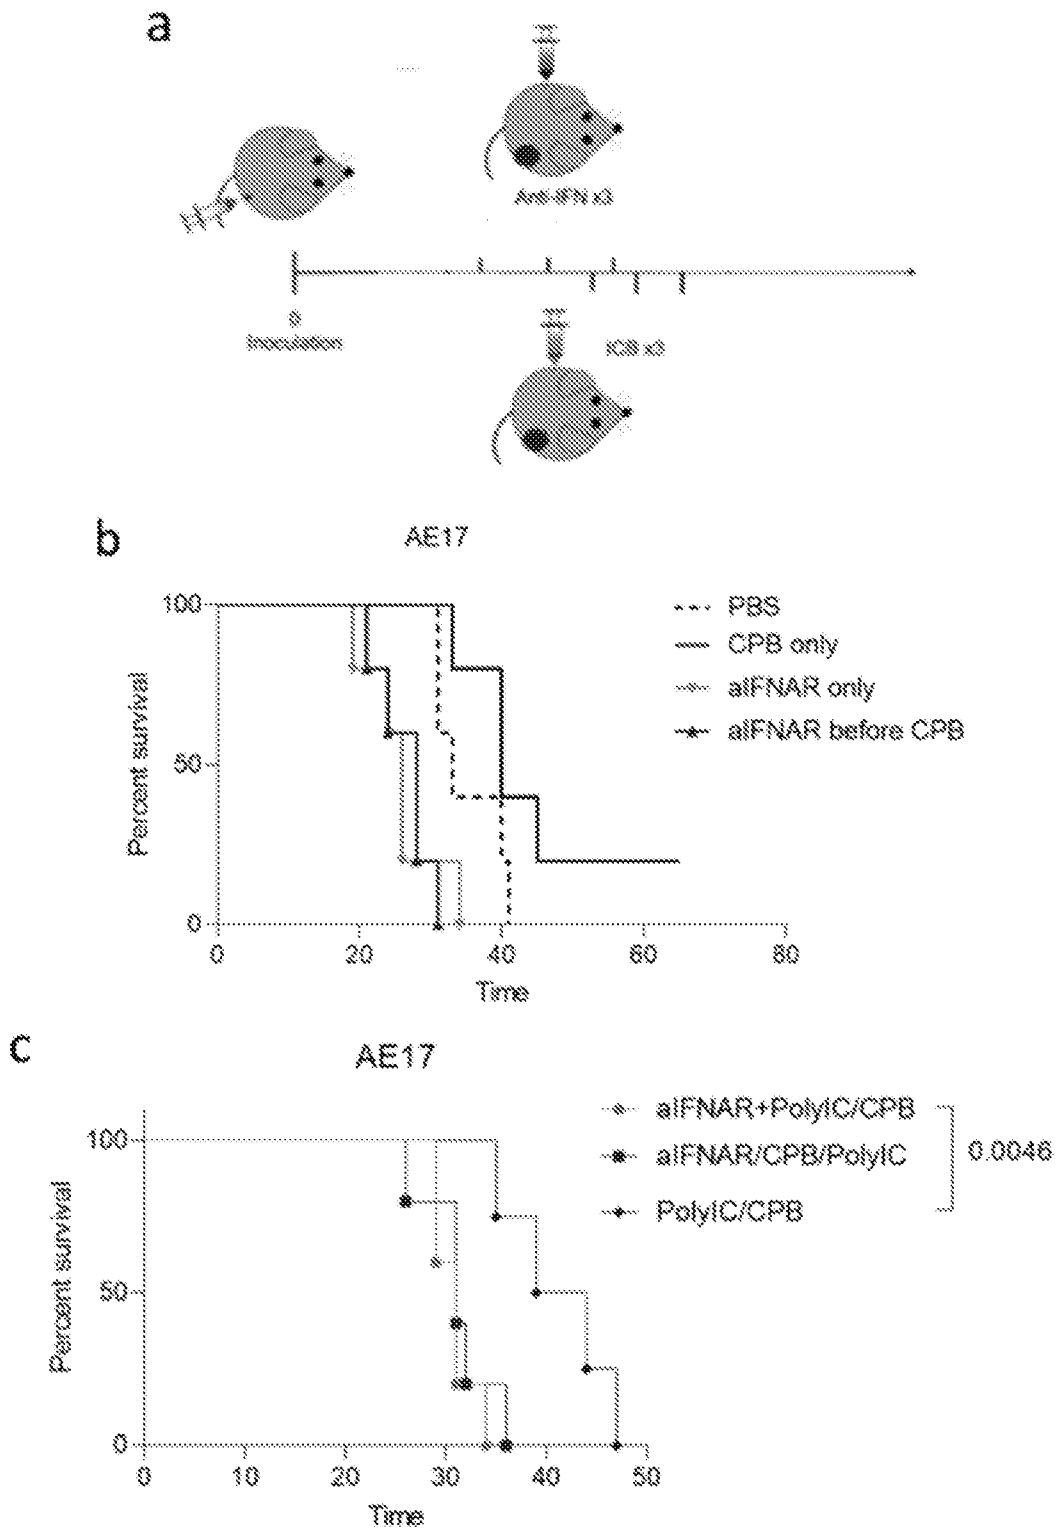 a
Anti-IFN x3
0
Inoculation
ICB x3
b
AE17
100
50
0
0 20 40 60 80
Percent survival
Time
PBS
CPB only
aIFNAR only
aIFNAR before CPB
c
AE17
100
50
0
0 10 20 30 40 50
Percent survival
Time
aIFNAR+PolyIC/CPB
aIFNAR/CPB/PolyIC
PolyIC/CPB
0.0046